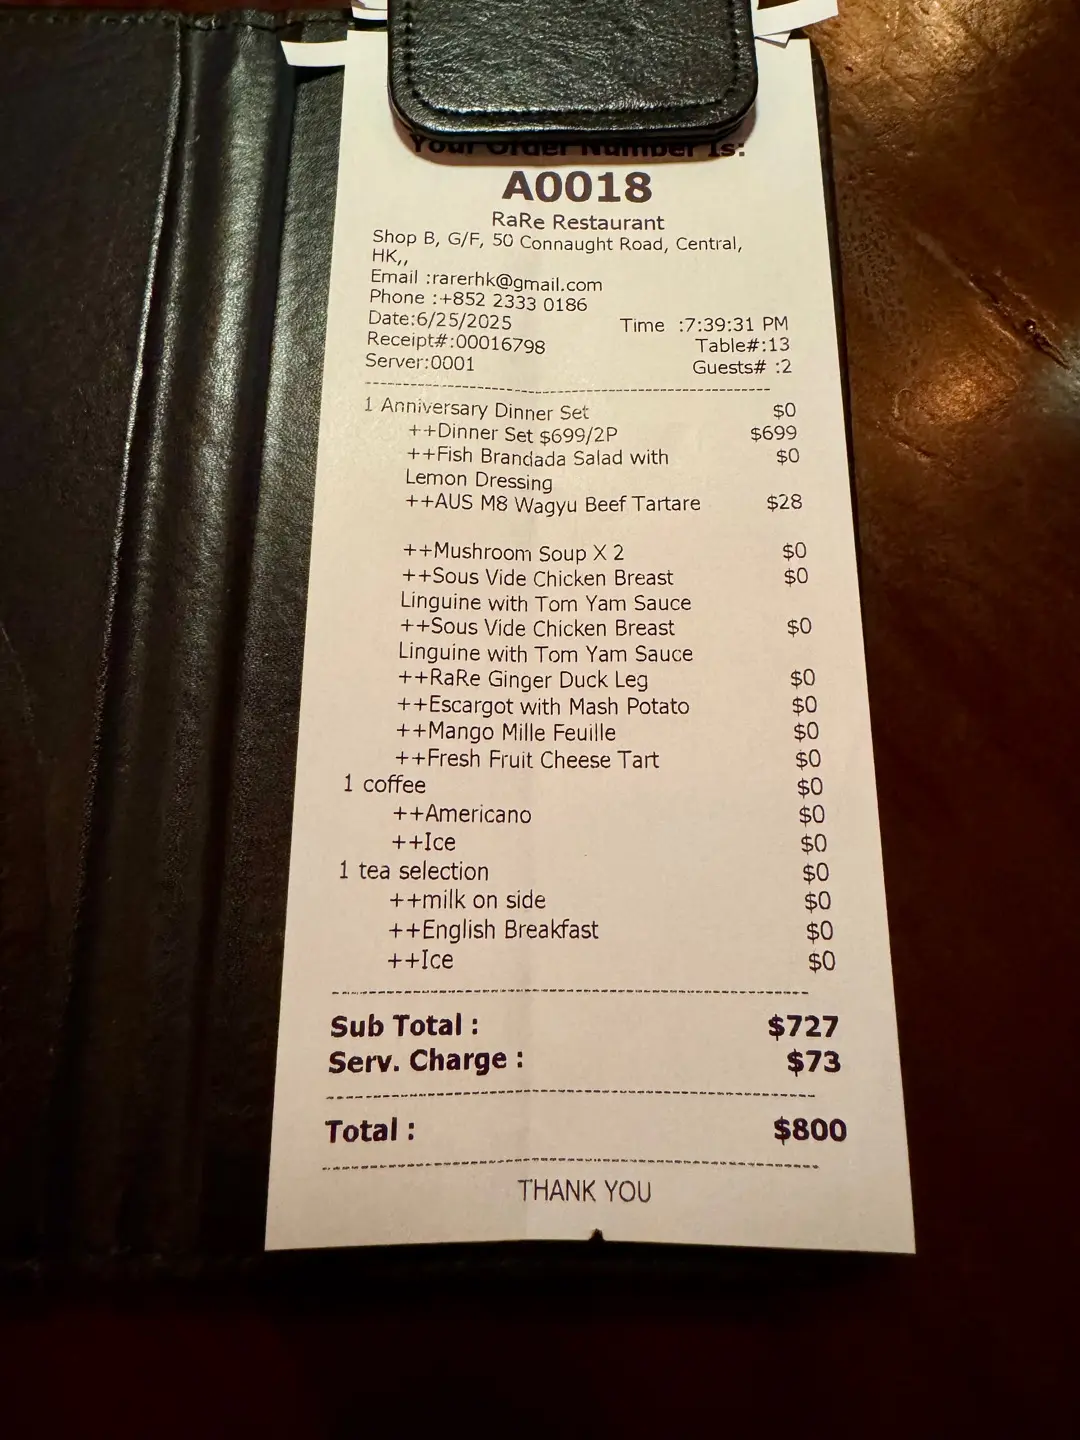 Your Order Number Is:
A0018
RaRe Restaurant
Shop B, G/F, 50 Connaught Road, Central,
HK,,
Email :rarerhk@gmail.com
Phone :+852 2333 0186
Date:6/25/2025 Time :7:39:31 PM
Receipt#:00016798 Table#:13
Server:0001 Guests# :2
1 Anniversary Dinner Set $0
++Dinner Set $699/2P $699
++Fish Brandada Salad with $0
Lemon Dressing
++AUS M8 Wagyu Beef Tartare $28
++Mushroom Soup X 2 $0
++Sous Vide Chicken Breast $0
Linguine with Tom Yam Sauce
++Sous Vide Chicken Breast $0
Linguine with Tom Yam Sauce
++RaRe Ginger Duck Leg $0
++Escargot with Mash Potato $0
++Mango Mille Feuille $0
++Fresh Fruit Cheese Tart $0
1 coffee $0
++Americano $0
++Ice $0
1 tea selection $0
++milk on side $0
++English Breakfast $0
++Ice $0
Sub Total : $727
Serv. Charge : $73
Total : $800
THANK YOU